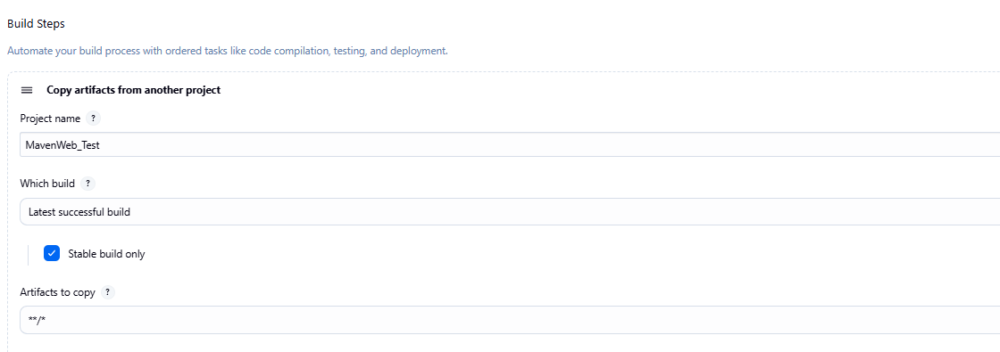 Build Steps
Automate your build process with ordered tasks like code compilation, testing, and deployment.
Copy artifacts from another project
Project name ?
MavenWeb_Test
Which build ?
Latest successful build
Stable build only
Artifacts to copy ?
**/*